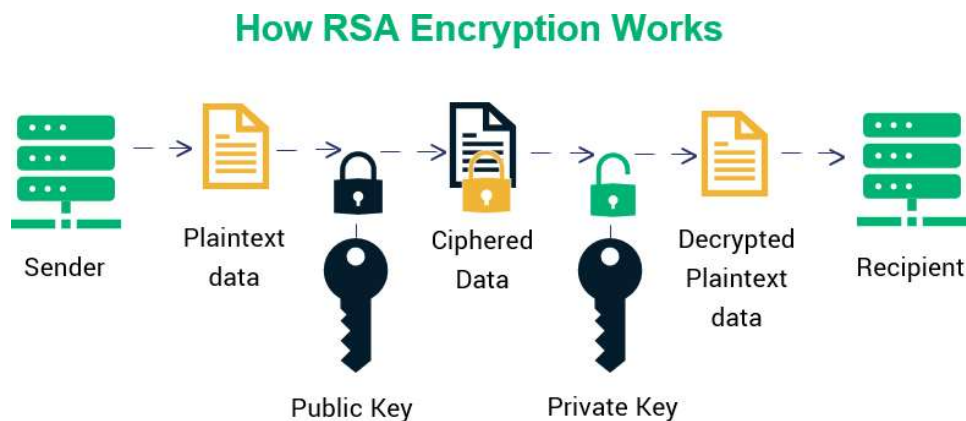 How RSA Encryption Works
Sender
Plaintext
data
Public Key
Ciphered
Data
Private Key
Decrypted
Plaintext
data
Recipient